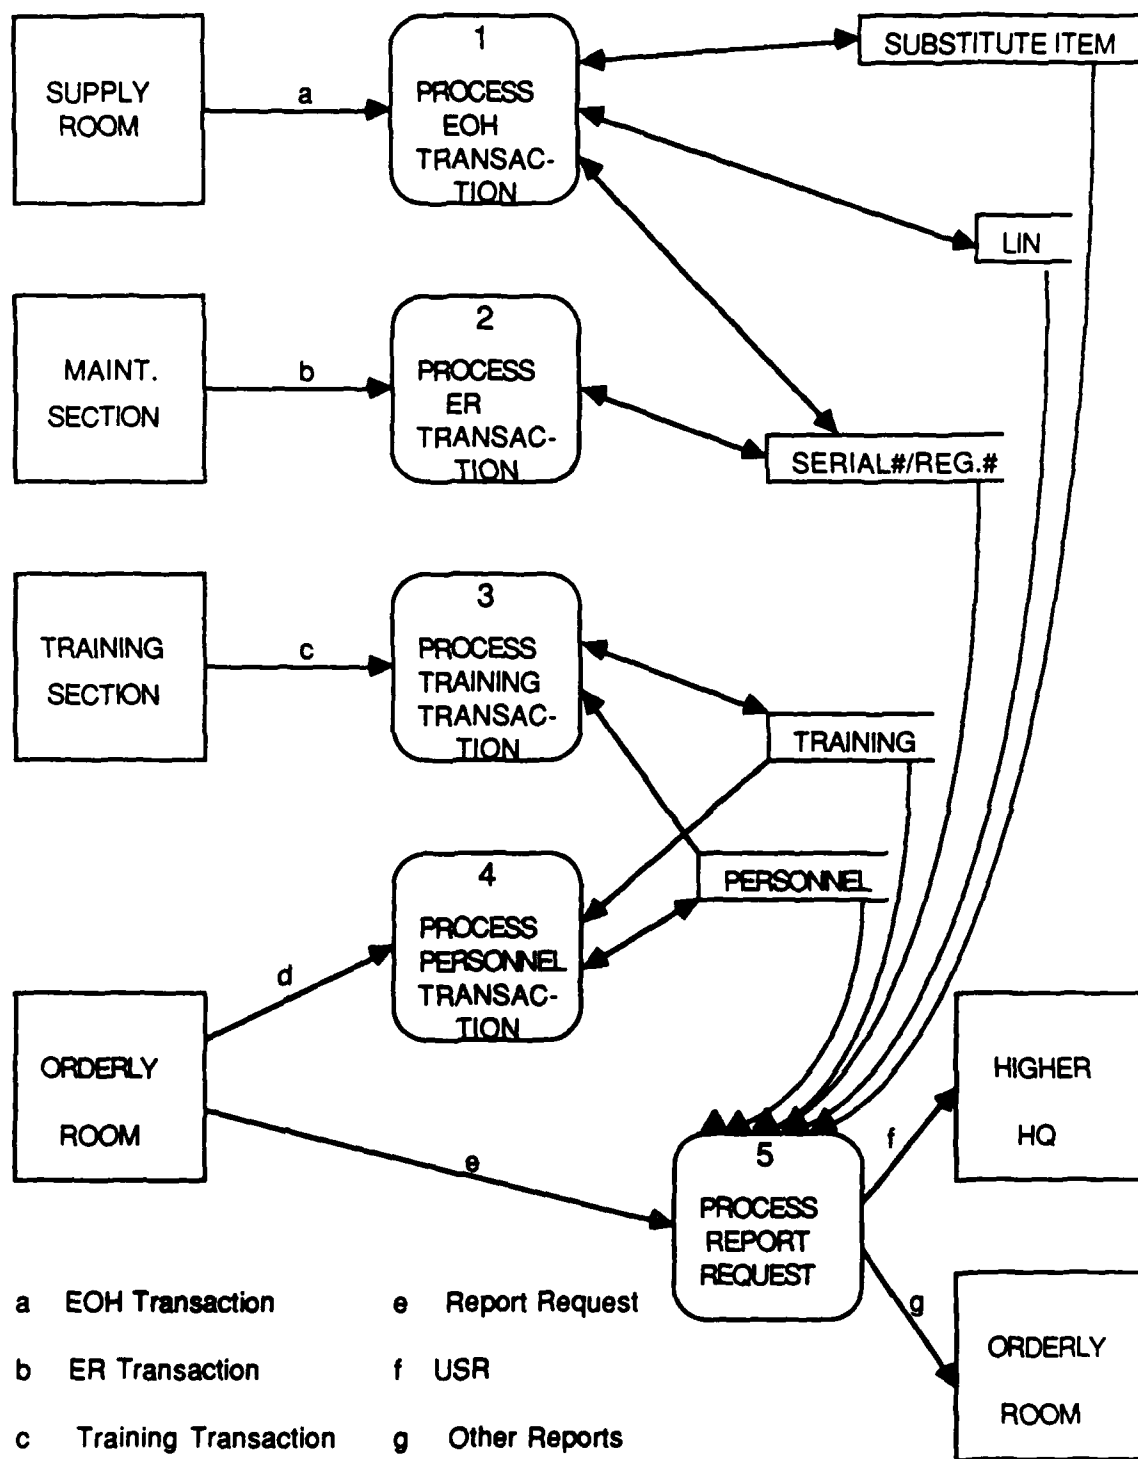 SUPPLY
ROOM
a
1
PROCESS
EOH
TRANSAC-
TION
SUBSTITUTE ITEM
LIN
MAINT.
SECTION
b
2
PROCESS
ER
TRANSAC-
TION
SERIAL#/REG.#
TRAINING
SECTION
c
3
PROCESS
TRAINING
TRANSAC-
TION
TRAINING
PERSONNEL
4
PROCESS
PERSONNEL
TRANSAC-
TION
d
ORDERLY
ROOM
e
5
PROCESS
REPORT
REQUEST
f
HIGHER
HQ
g
ORDERLY
ROOM
a EOH Transaction
b ER Transaction
c Training Transaction
e Report Request
f USR
g Other Reports